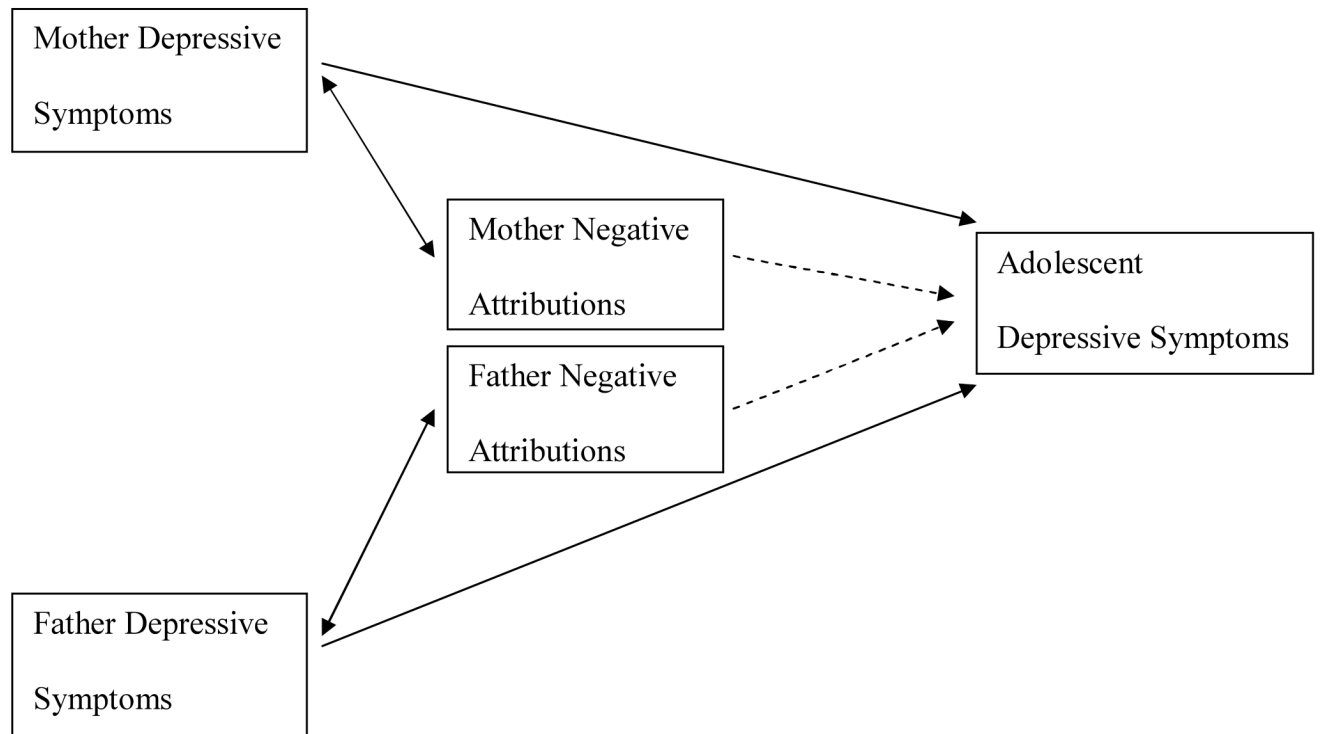 Mother Depressive
Symptoms
Mother Negative
Attributions
Adolescent
Depressive Symptoms
Father Negative
Attributions
Father Depressive
Symptoms